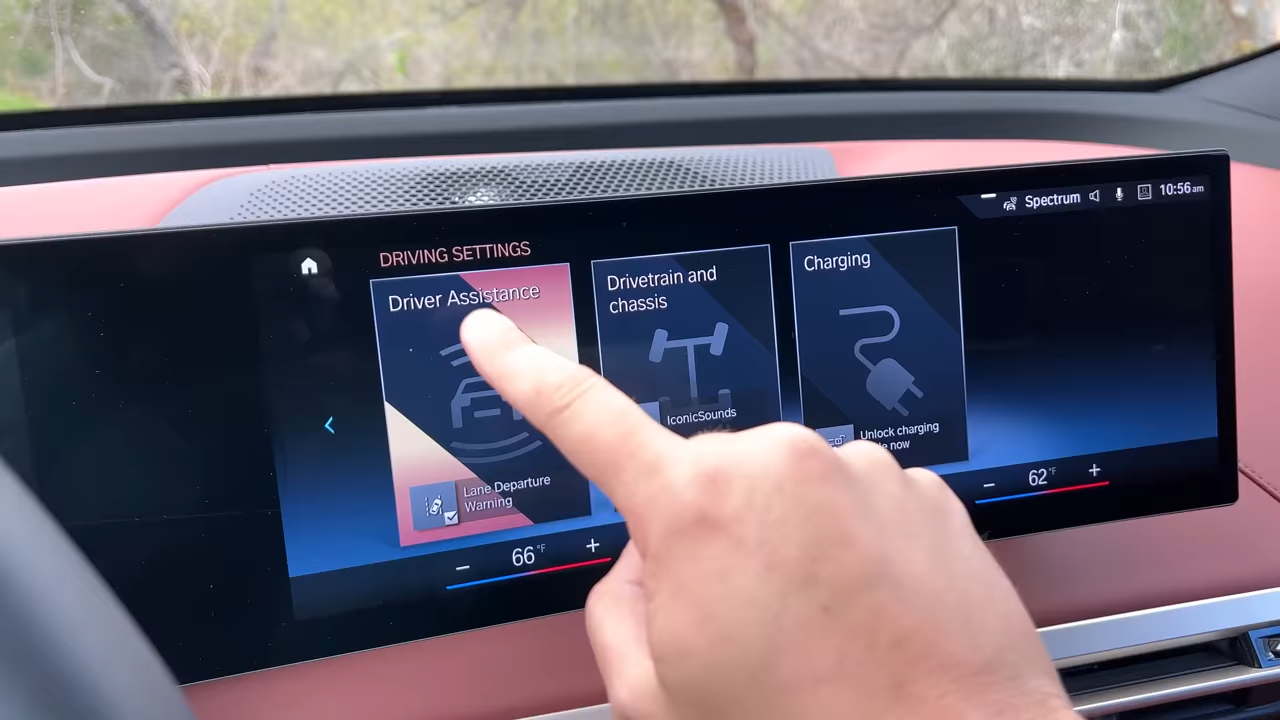 Spectrum
10:56 am
DRIVING SETTINGS
Driver Assistance
Drivetrain and
chassis
Charging
IconicSounds
Unlock charging
now
Lane Departure
Warning
− 66 °F +
− 62 °F +